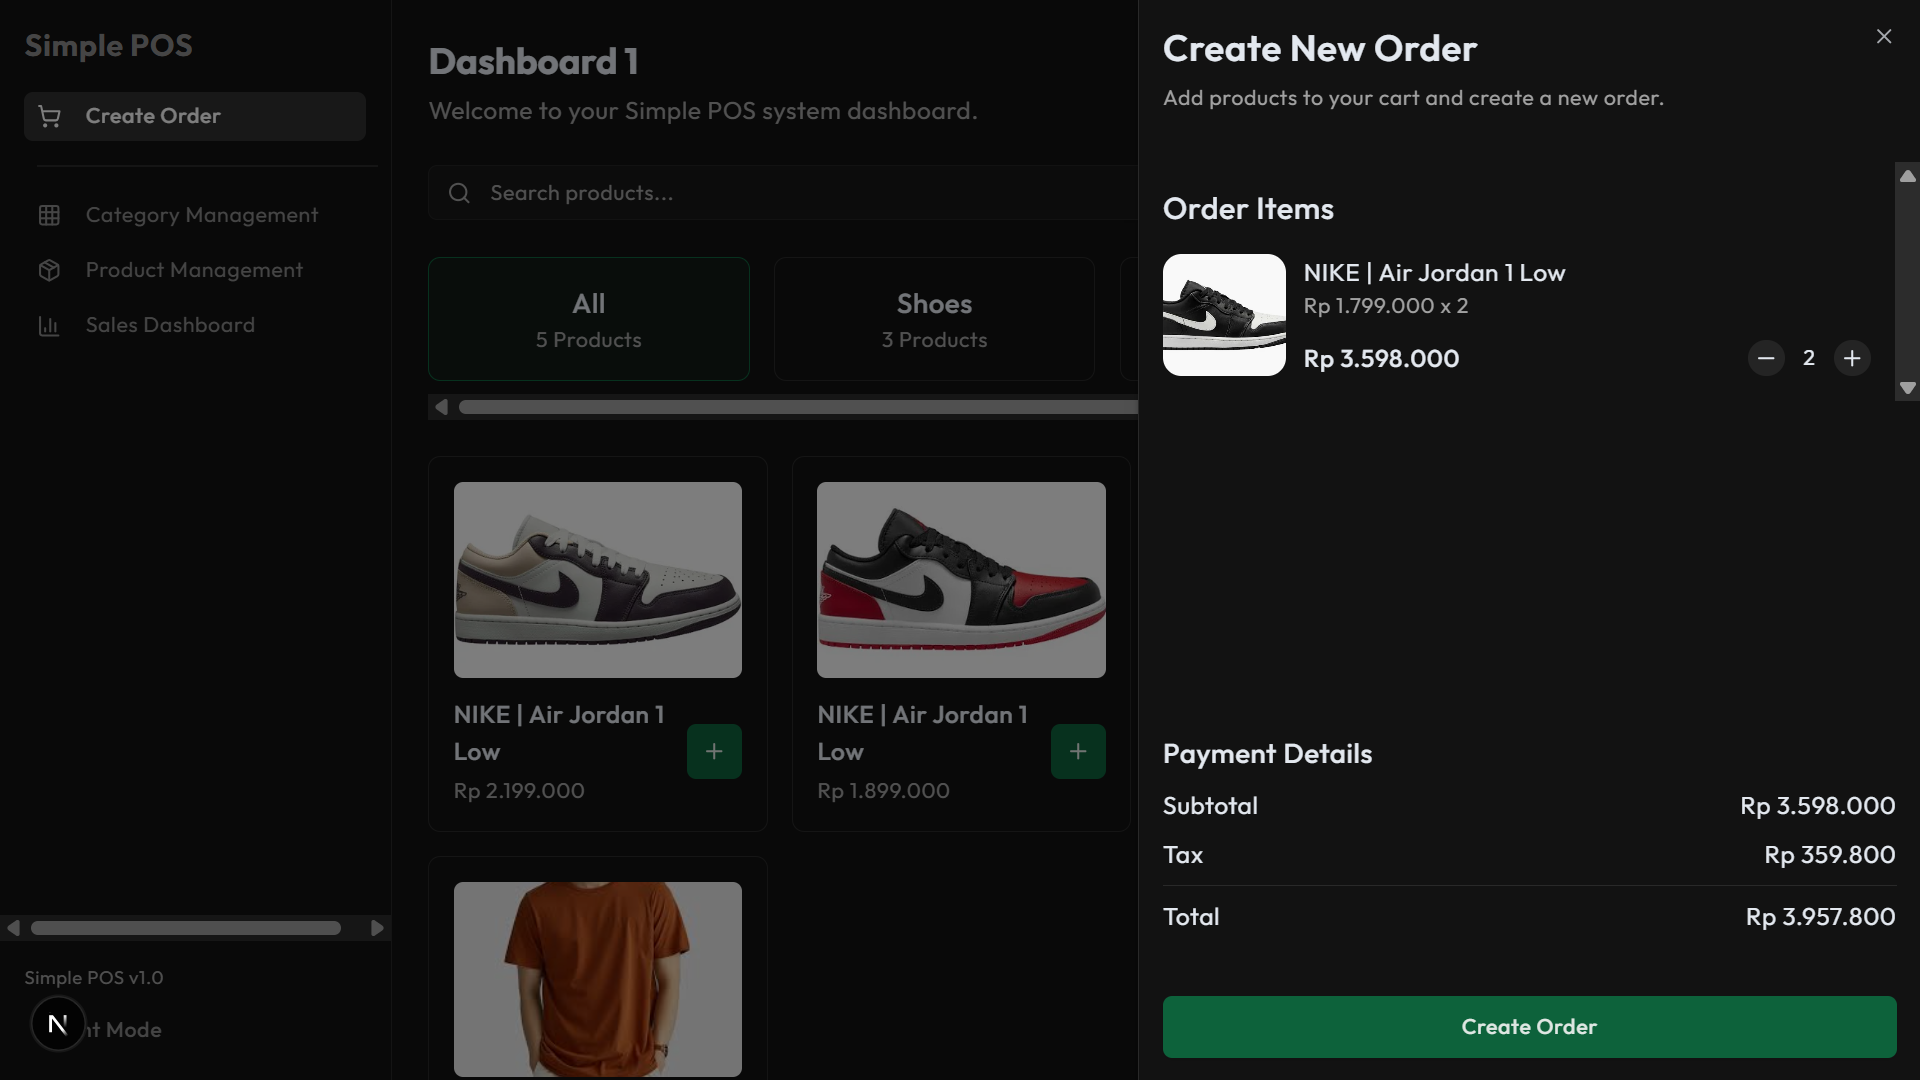 Simple POS
Create Order
Category Management
Product Management
Sales Dashboard
Simple POS v1.0
N
nt Mode
Dashboard 1
Welcome to your Simple POS system dashboard.
Search products...
All
5 Products
Shoes
3 Products
NIKE | Air Jordan 1
Low
Rp 2.199.000
+
NIKE | Air Jordan 1
Low
Rp 1.899.000
+
Create New Order
Add products to your cart and create a new order.
Order Items
NIKE | Air Jordan 1 Low
Rp 1.799.000 x 2
Rp 3.598.000
− 2 +
Payment Details
Subtotal Rp 3.598.000
Tax Rp 359.800
Total Rp 3.957.800
Create Order